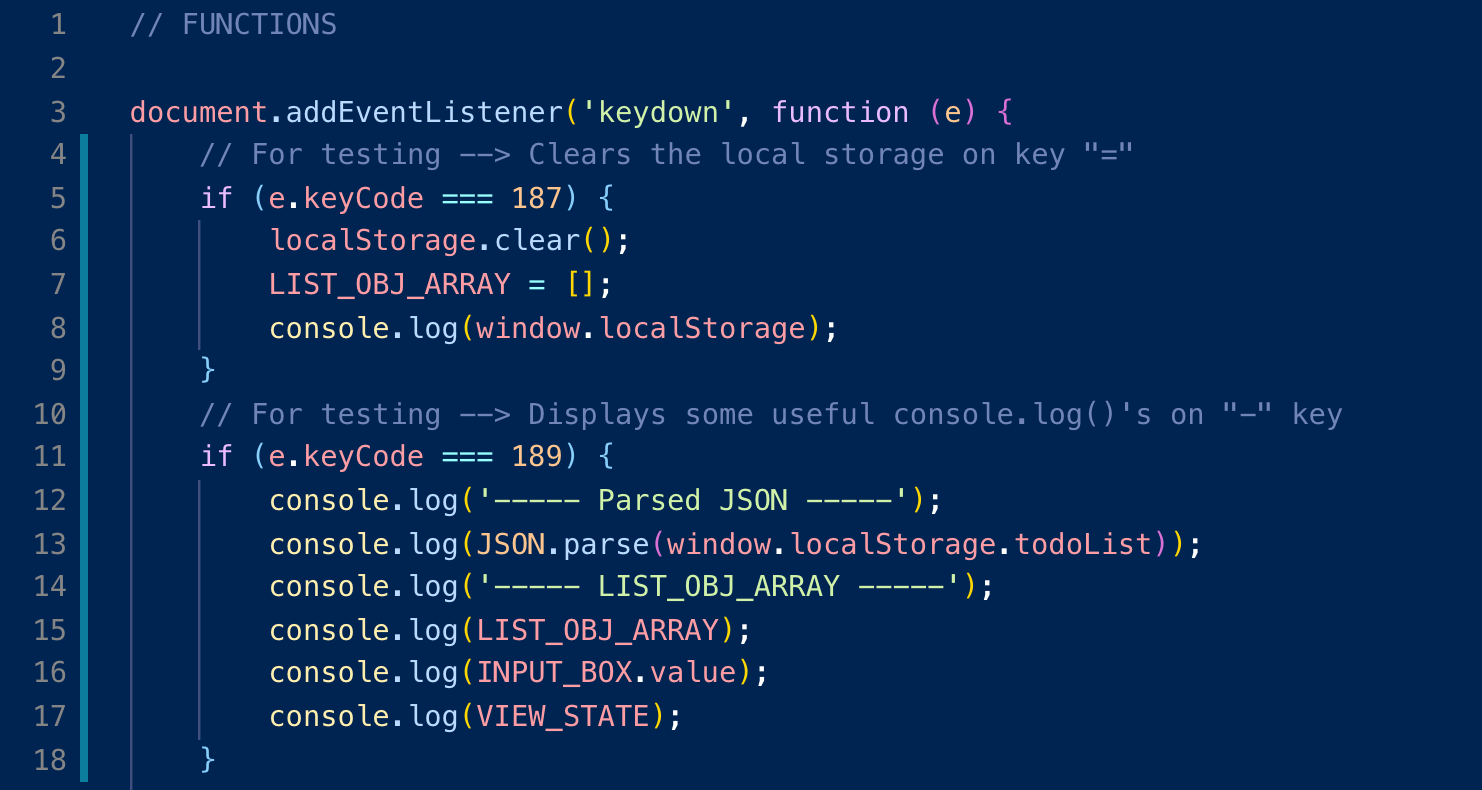 1 // FUNCTIONS
2
3 document.addEventListener('keydown', function (e) {
4     // For testing --> Clears the local storage on key "="
5     if (e.keyCode === 187) {
6         localStorage.clear();
7         LIST_OBJ_ARRAY = [];
8         console.log(window.localStorage);
9     }
10     // For testing --> Displays some useful console.log()'s on "-" key
11     if (e.keyCode === 189) {
12         console.log('----- Parsed JSON -----');
13         console.log(JSON.parse(window.localStorage.todoList));
14         console.log('----- LIST_OBJ_ARRAY -----');
15         console.log(LIST_OBJ_ARRAY);
16         console.log(INPUT_BOX.value);
17         console.log(VIEW_STATE);
18     }